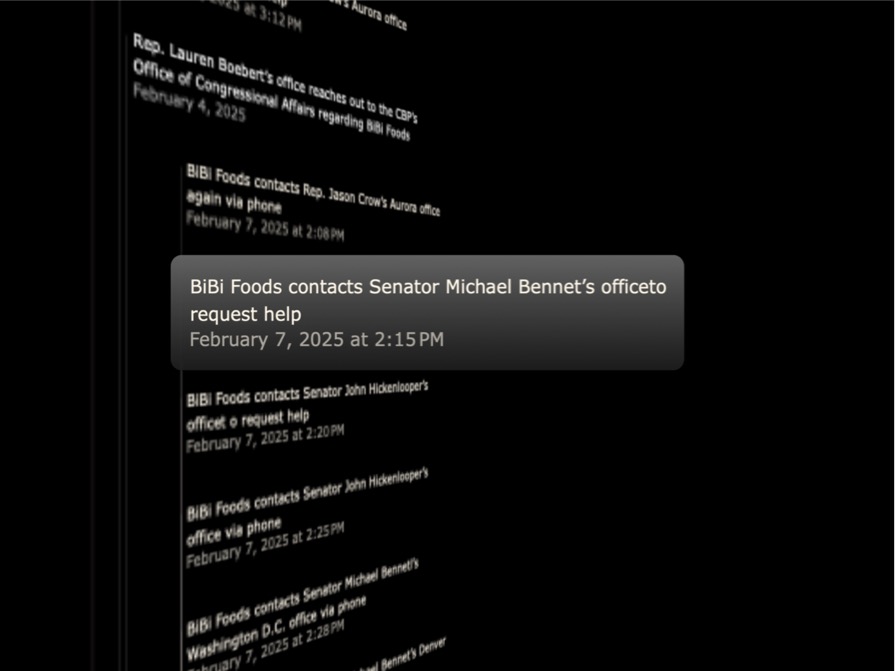 2025 at 3:12 PM
's Aurora office
Rep. Lauren Boebert's office reaches out to the CBP's
Office of Congressional Affairs regarding BiBi Foods
February 4, 2025
BiBi Foods contacts Rep. Jason Crow's Aurora office
again via phone
February 7, 2025 at 2:08 PM
BiBi Foods contacts Senator Michael Bennet’s officeto
request help
February 7, 2025 at 2:15 PM
BiBi Foods contacts Senator John Hickenlooper's
officet o request help
February 7, 2025 at 2:20 PM
BiBi Foods contacts Senator John Hickenlooper's
office via phone
February 7, 2025 at 2:25 PM
BiBi Foods contacts Senator Michael Bennett's
Washington D.C. office via phone
February 7, 2025 at 2:28 PM
Bennet's Denver